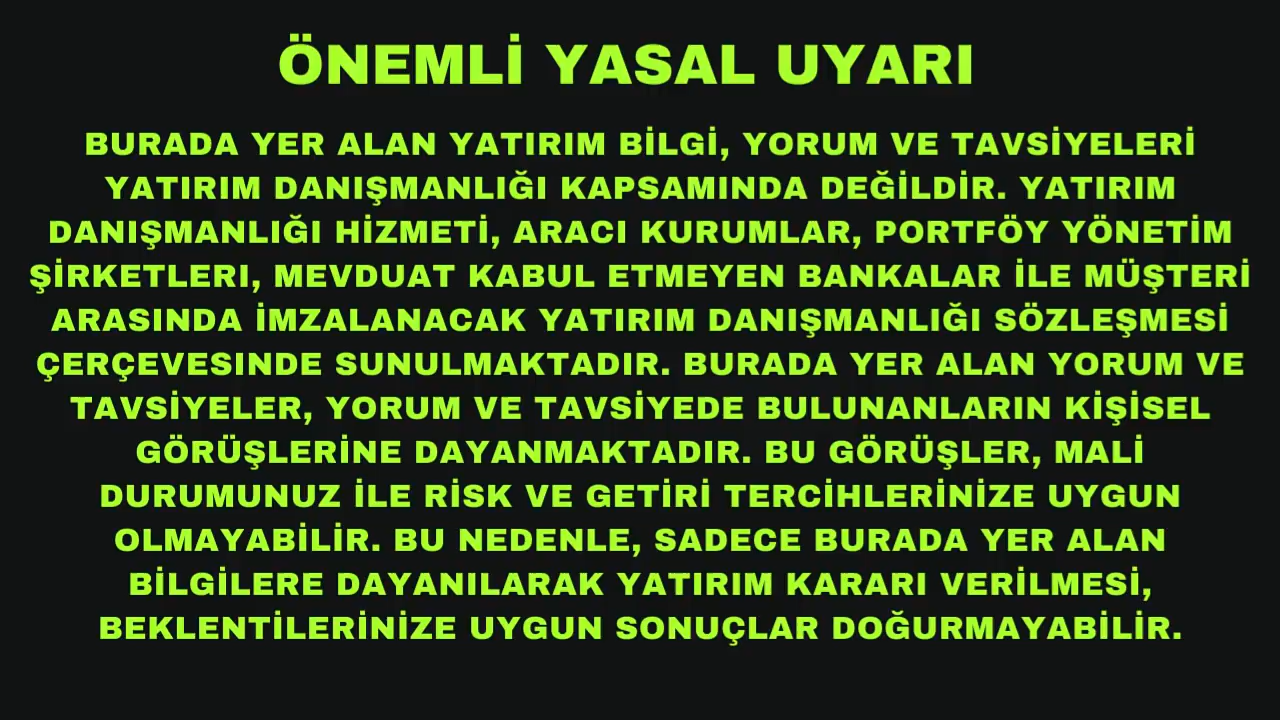 ÖNEMLİ YASAL UYARI
BURADA YER ALAN YATIRIM BİLGİ, YORUM VE TAVSİYELERİ
YATIRIM DANIŞMANLIĞI KAPSAMINDA DEĞİLDİR. YATIRIM
DANIŞMANLIĞI HİZMETİ, ARACI KURUMLAR, PORTFÖY YÖNETİM
ŞİRKETLERI, MEVDUAT KABUL ETMEYEN BANKALAR İLE MÜŞTERİ
ARASINDA İMZALANACAK YATIRIM DANIŞMANLIĞI SÖZLEŞMESİ
ÇERÇEVESINDE SUNULMAKTADIR. BURADA YER ALAN YORUM VE
TAVSİYELER, YORUM VE TAVSİYEDE BULUNANLARIN KİŞİSEL
GÖRÜŞLERİNE DAYANMAKTADIR. BU GÖRÜŞLER, MALİ
DURUMUNUZ İLE RİSK VE GETİRİ TERCİHLERİNİZE UYGUN
OLMAYABİLİR. BU NEDENLE, SADECE BURADA YER ALAN
BİLGİLERE DAYANILARAK YATIRIM KARARI VERİLMESİ,
BEKLENTİLERİNİZE UYGUN SONUÇLAR DOĞURMAYABİLİR.